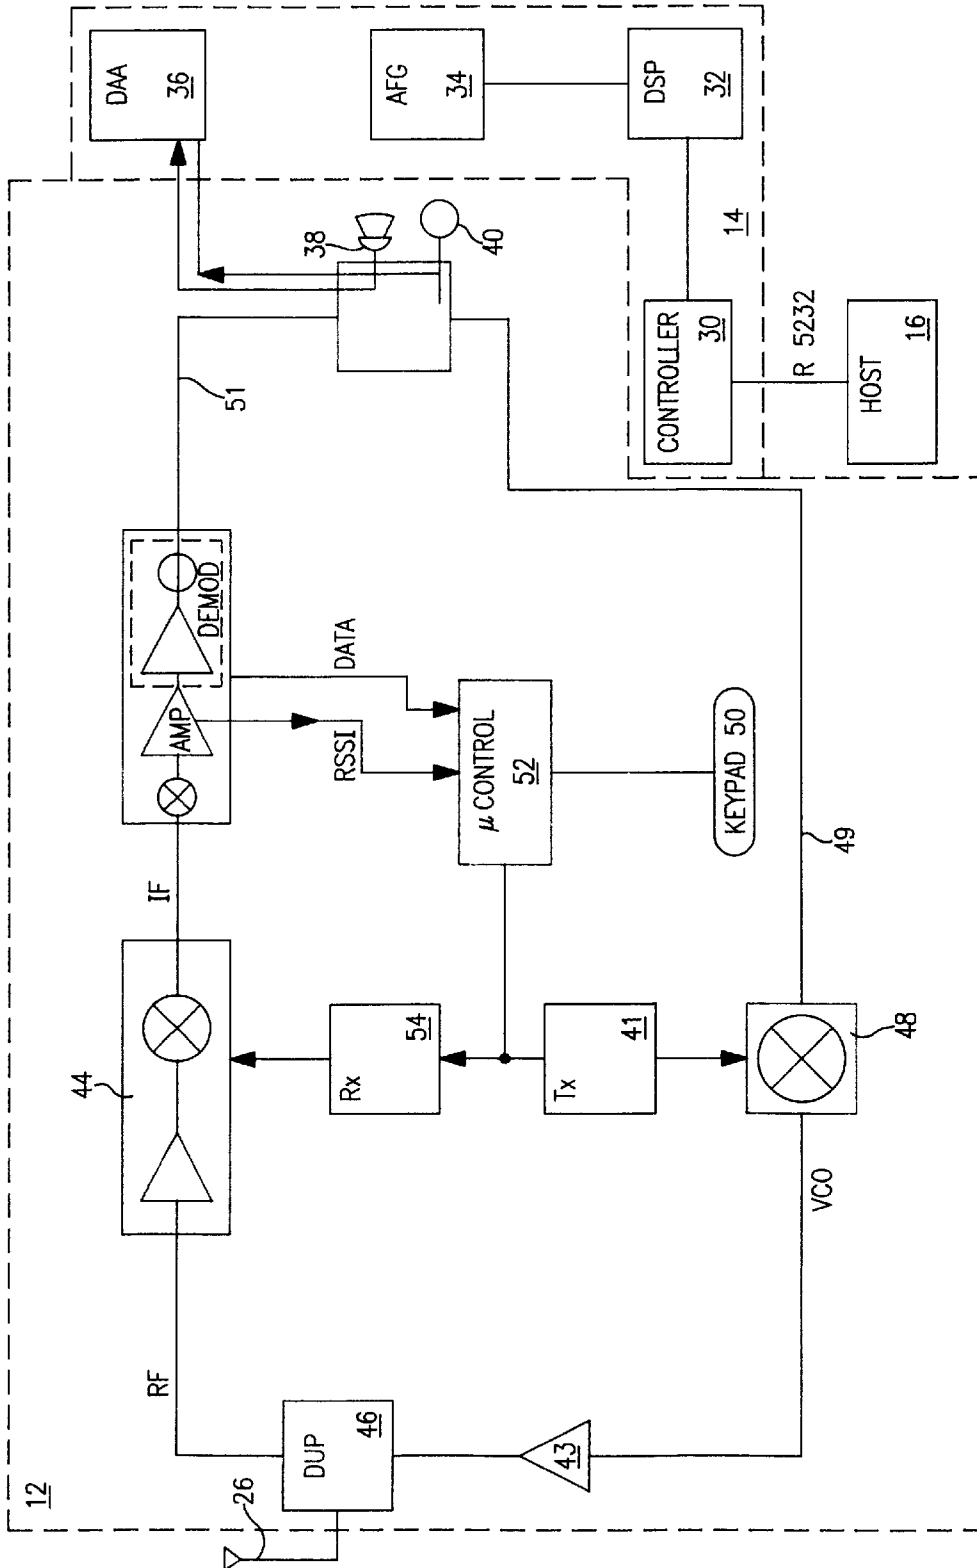 12
26
DUP
46
RF
43
VCO
44
IF
Rx
54
Tx
41
48
49
AMP
DEMOD
RSSI
DATA
μ CONTROL
52
KEYPAD 50
51
38
40
DAA
36
AFG
34
DSP
32
14
CONTROLLER
30
R 5232
HOST
16